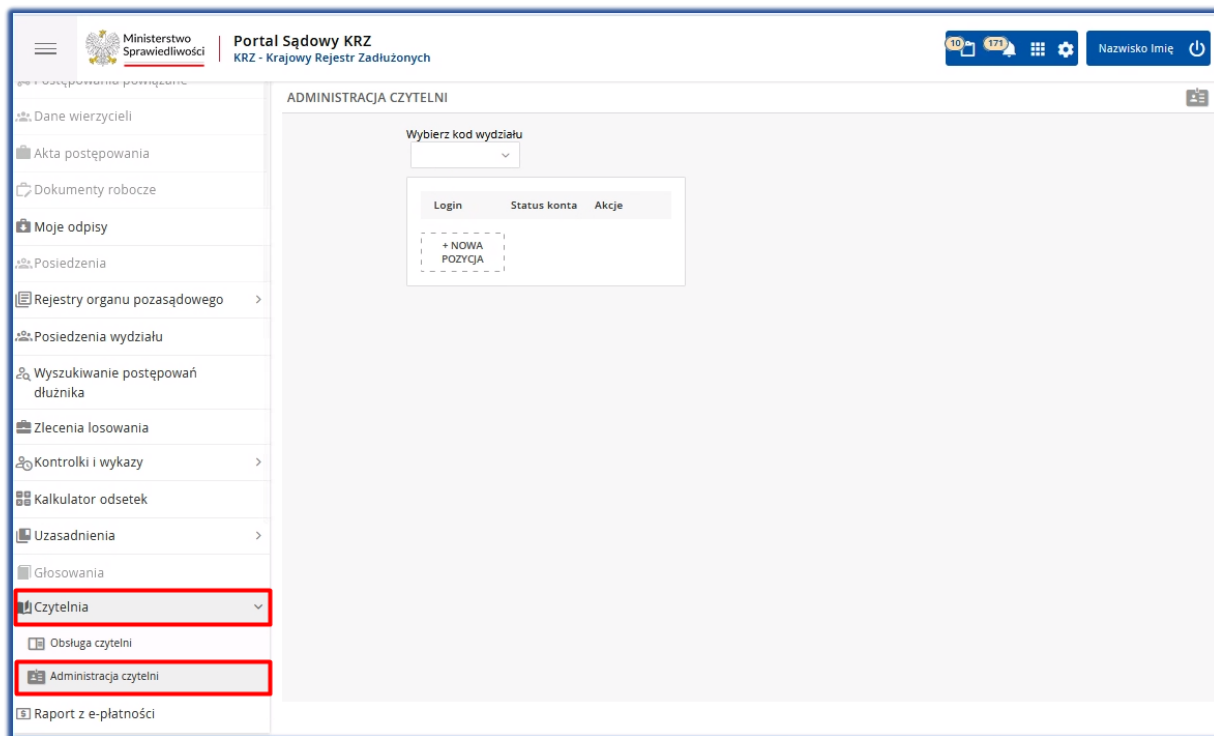 Ministerstwo
Sprawiedliwości
Portal Sądowy KRZ
KRZ - Krajowy Rejestr Zadłużonych
10
171
Nazwisko Imię
Postępowania powiązane
Dane wierzycieli
Akta postępowania
Dokumenty robocze
Moje odpisy
Posiedzenia
Rejestry organu pozasądowego
Posiedzenia wydziału
Wyszukiwanie postępowań
dłużnika
Zlecenia losowania
Kontrolki i wykazy
Kalkulator odsetek
Uzasadnienia
Głosowania
Czytelnia
Obsługa czytelni
Administracja czytelni
Raport z e-płatności
ADMINISTRACJA CZYTELNI
Wybierz kod wydziału
Login Status konta Akcje
+ NOWA
POZYCJA